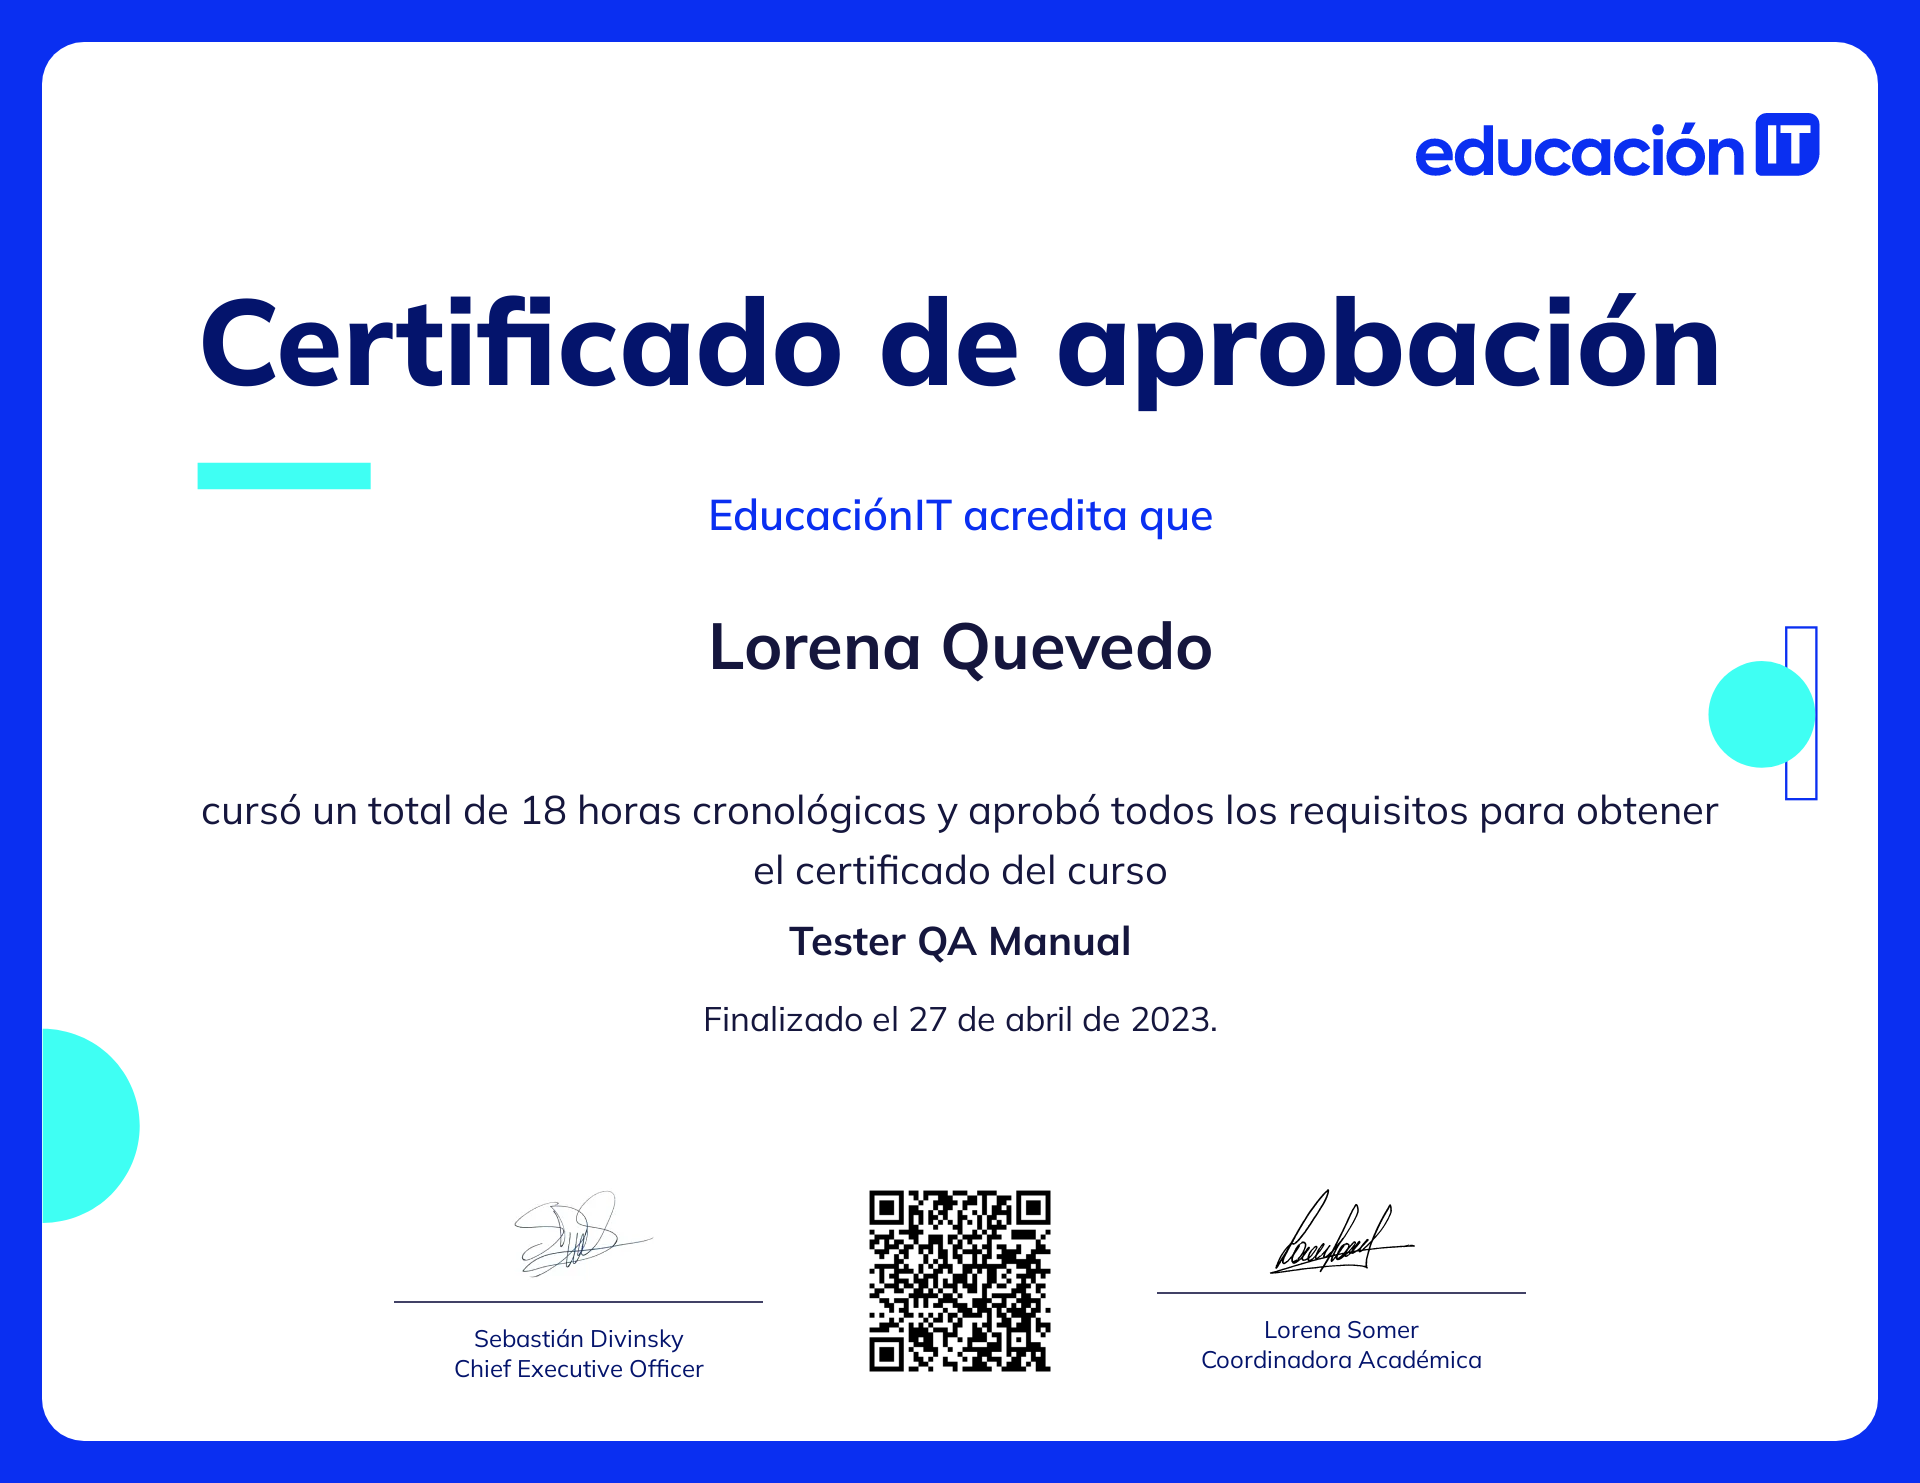 educación IT
Certificado de aprobación
EducaciónIT acredita que
Lorena Quevedo
cursó un total de 18 horas cronológicas y aprobó todos los requisitos para obtener
el certificado del curso
Tester QA Manual
Finalizado el 27 de abril de 2023.
Sebastián Divinsky
Chief Executive Officer
Lorena Somer
Coordinadora Académica